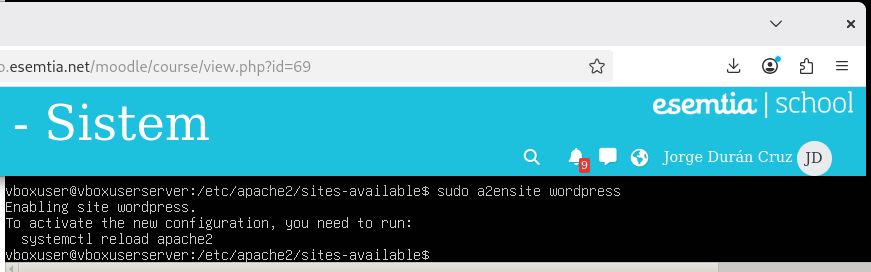 o.esemtia.net/moodle/course/view.php?id=69
esemtia | school
- Sistem
9
Jorge Durán Cruz JD
vboxuser@vboxuserserver:/etc/apache2/sites-available$ sudo a2ensite wordpress
Enabling site wordpress.
To activate the new configuration, you need to run:
  systemctl reload apache2
vboxuser@vboxuserserver:/etc/apache2/sites-available$